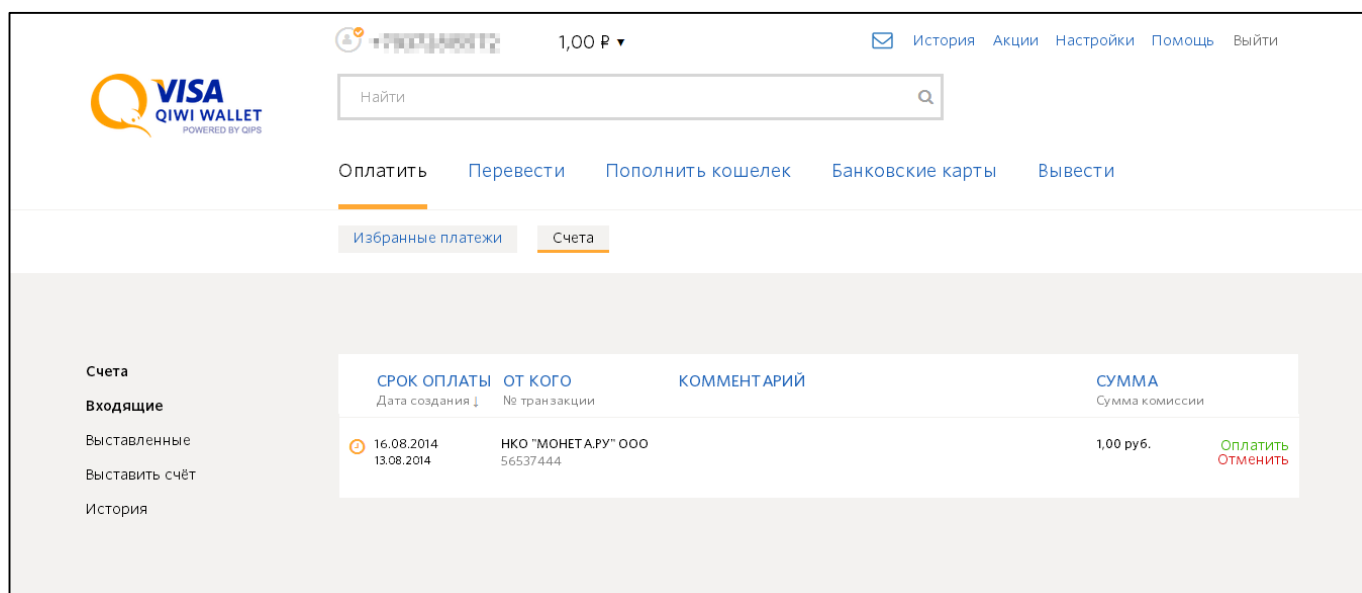 1,00 ₽ ▾
История Акции Настройки Помощь Выйти
VISA
QIWI WALLET
POWERED BY QIPS
Найти
Оплатить Перевести Пополнить кошелек Банковские карты Вывести
Избранные платежи Счета
Счета
Входящие
Выставленные
Выставить счёт
История
СРОК ОПЛАТЫ ОТ КОГО КОММЕНТАРИЙ СУММА
Дата создания ↓ № транзакции Сумма комиссии
16.08.2014 НКО "МОНЕТА.РУ" ООО 1,00 руб. Оплатить
13.08.2014 56537444 Отменить